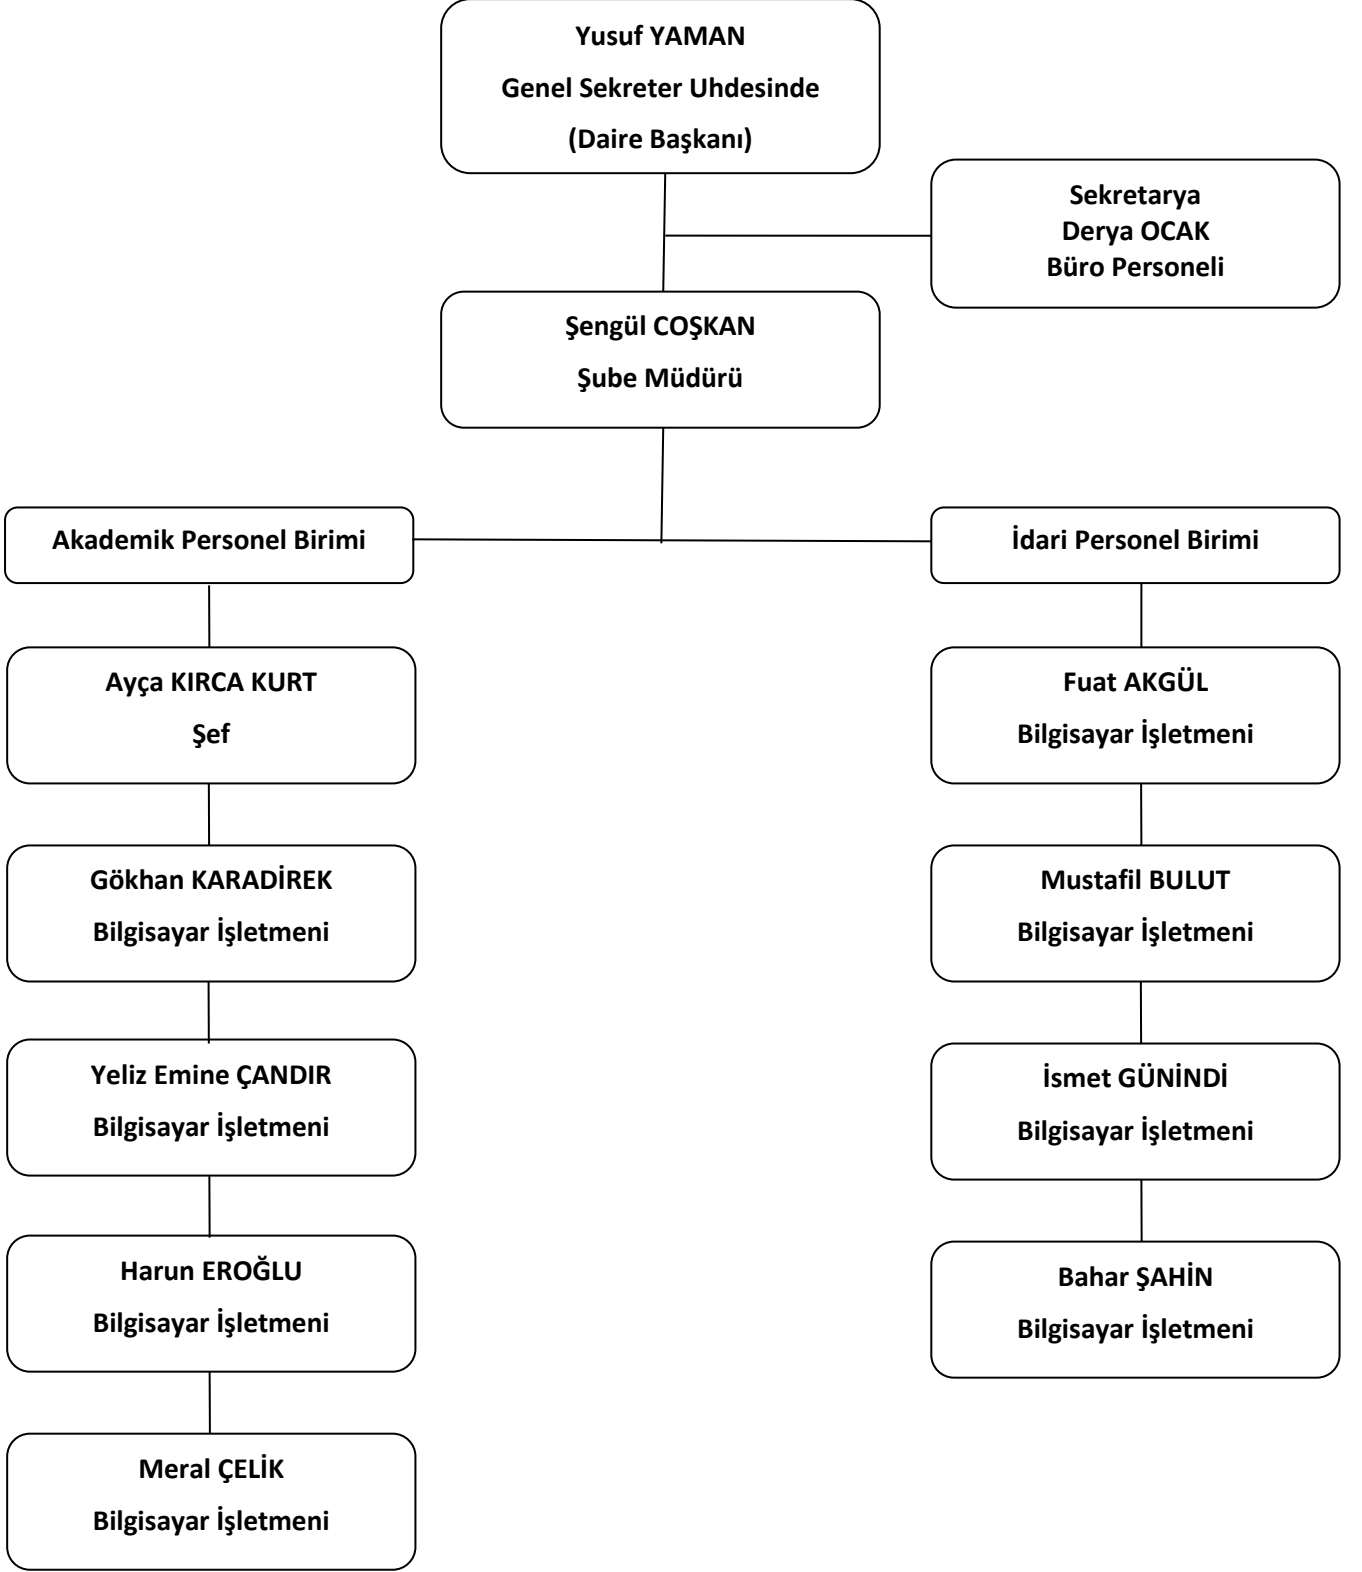 Yusuf YAMAN
Genel Sekreter Uhdesinde
(Daire Başkanı)
Sekretarya
Derya OCAK
Büro Personeli
Şengül COŞKAN
Şube Müdürü
Akademik Personel Birimi
İdari Personel Birimi
Ayça KIRCA KURT
Şef
Fuat AKGÜL
Bilgisayar İşletmeni
Gökhan KARADİREK
Bilgisayar İşletmeni
Mustafil BULUT
Bilgisayar İşletmeni
Yeliz Emine ÇANDIR
Bilgisayar İşletmeni
İsmet GÜNİNDİ
Bilgisayar İşletmeni
Harun EROĞLU
Bilgisayar İşletmeni
Bahar ŞAHİN
Bilgisayar İşletmeni
Meral ÇELİK
Bilgisayar İşletmeni